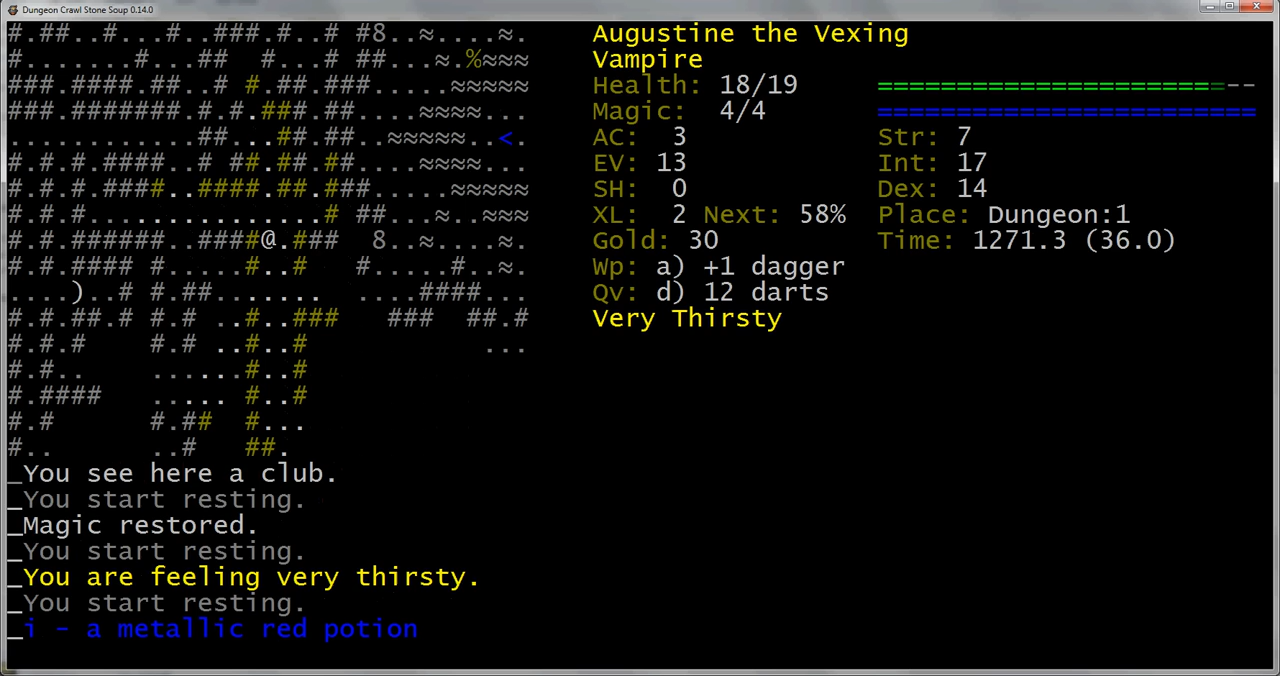 Dungeon Crawl Stone Soup 0.14.0
#.##..#...#..###.#..# #8..≈....≈.
#.......#...##  #...# ##...≈.%≈≈≈
###.####.##..# #.##.###.....≈≈≈≈≈
###.#######.#.#.###.##....≈≈≈≈...
............##...##.##..≈≈≈≈≈..<.
#.#.#.####..# ##.##.##....≈≈≈≈...
#.#.#.####..####.##.###.....≈≈≈≈≈
#.#.#...............# ##...≈..≈≈≈
#.#.######..####@.###  8..≈....≈.
#.#.#### #.....#..#   #.....#..≈.
....)..# #.##.......  ....####...
#.#.##.# #.#  ..#..###   ###  ##.#
#.#.#    #.#  ..#..#           ...
#.#..    ......#..#
#.####   ..... #..#
#.#      #.##  #...
#..      ..#   ##.
Augustine the Vexing
Vampire
Health: 18/19 =====================--
Magic: 4/4 ========================
AC: 3 Str: 7
EV: 13 Int: 17
SH: 0 Dex: 14
XL: 2 Next: 58% Place: Dungeon:1
Gold: 30 Time: 1271.3 (36.0)
Wp: a) +1 dagger
Qv: d) 12 darts
Very Thirsty
_You see here a club.
_You start resting.
_Magic restored.
_You start resting.
_You are feeling very thirsty.
_You start resting.
_i - a metallic red potion